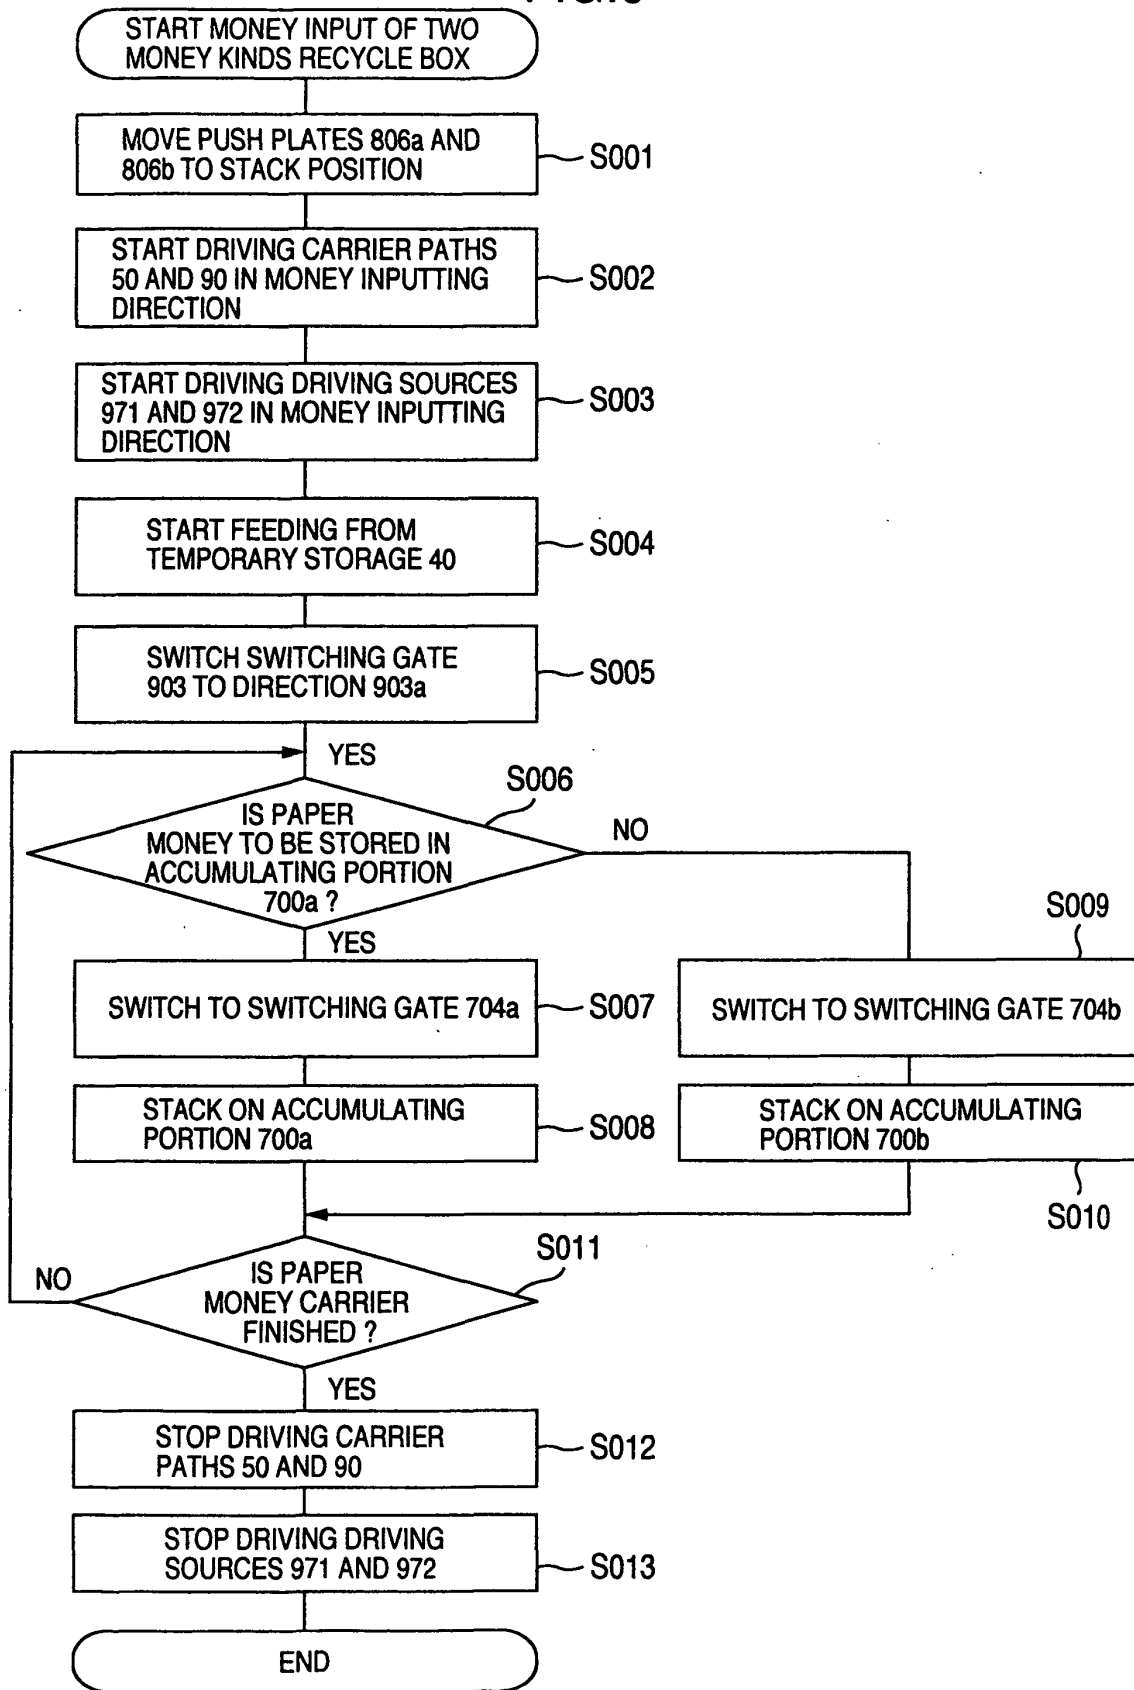 START MONEY INPUT OF TWO
MONEY KINDS RECYCLE BOX
MOVE PUSH PLATES 806a AND
806b TO STACK POSITION
S001
START DRIVING CARRIER PATHS
50 AND 90 IN MONEY INPUTTING
DIRECTION
S002
START DRIVING DRIVING SOURCES
971 AND 972 IN MONEY INPUTTING
DIRECTION
S003
START FEEDING FROM
TEMPORARY STORAGE 40
S004
SWITCH SWITCHING GATE
903 TO DIRECTION 903a
S005
YES
S006
IS PAPER
MONEY TO BE STORED IN
ACCUMULATING PORTION
700a ?
NO
YES
S009
SWITCH TO SWITCHING GATE 704a
S007
SWITCH TO SWITCHING GATE 704b
STACK ON ACCUMULATING
PORTION 700a
S008
STACK ON ACCUMULATING
PORTION 700b
S010
S011
IS PAPER
MONEY CARRIER
FINISHED ?
NO
YES
STOP DRIVING CARRIER
PATHS 50 AND 90
S012
STOP DRIVING DRIVING
SOURCES 971 AND 972
S013
END